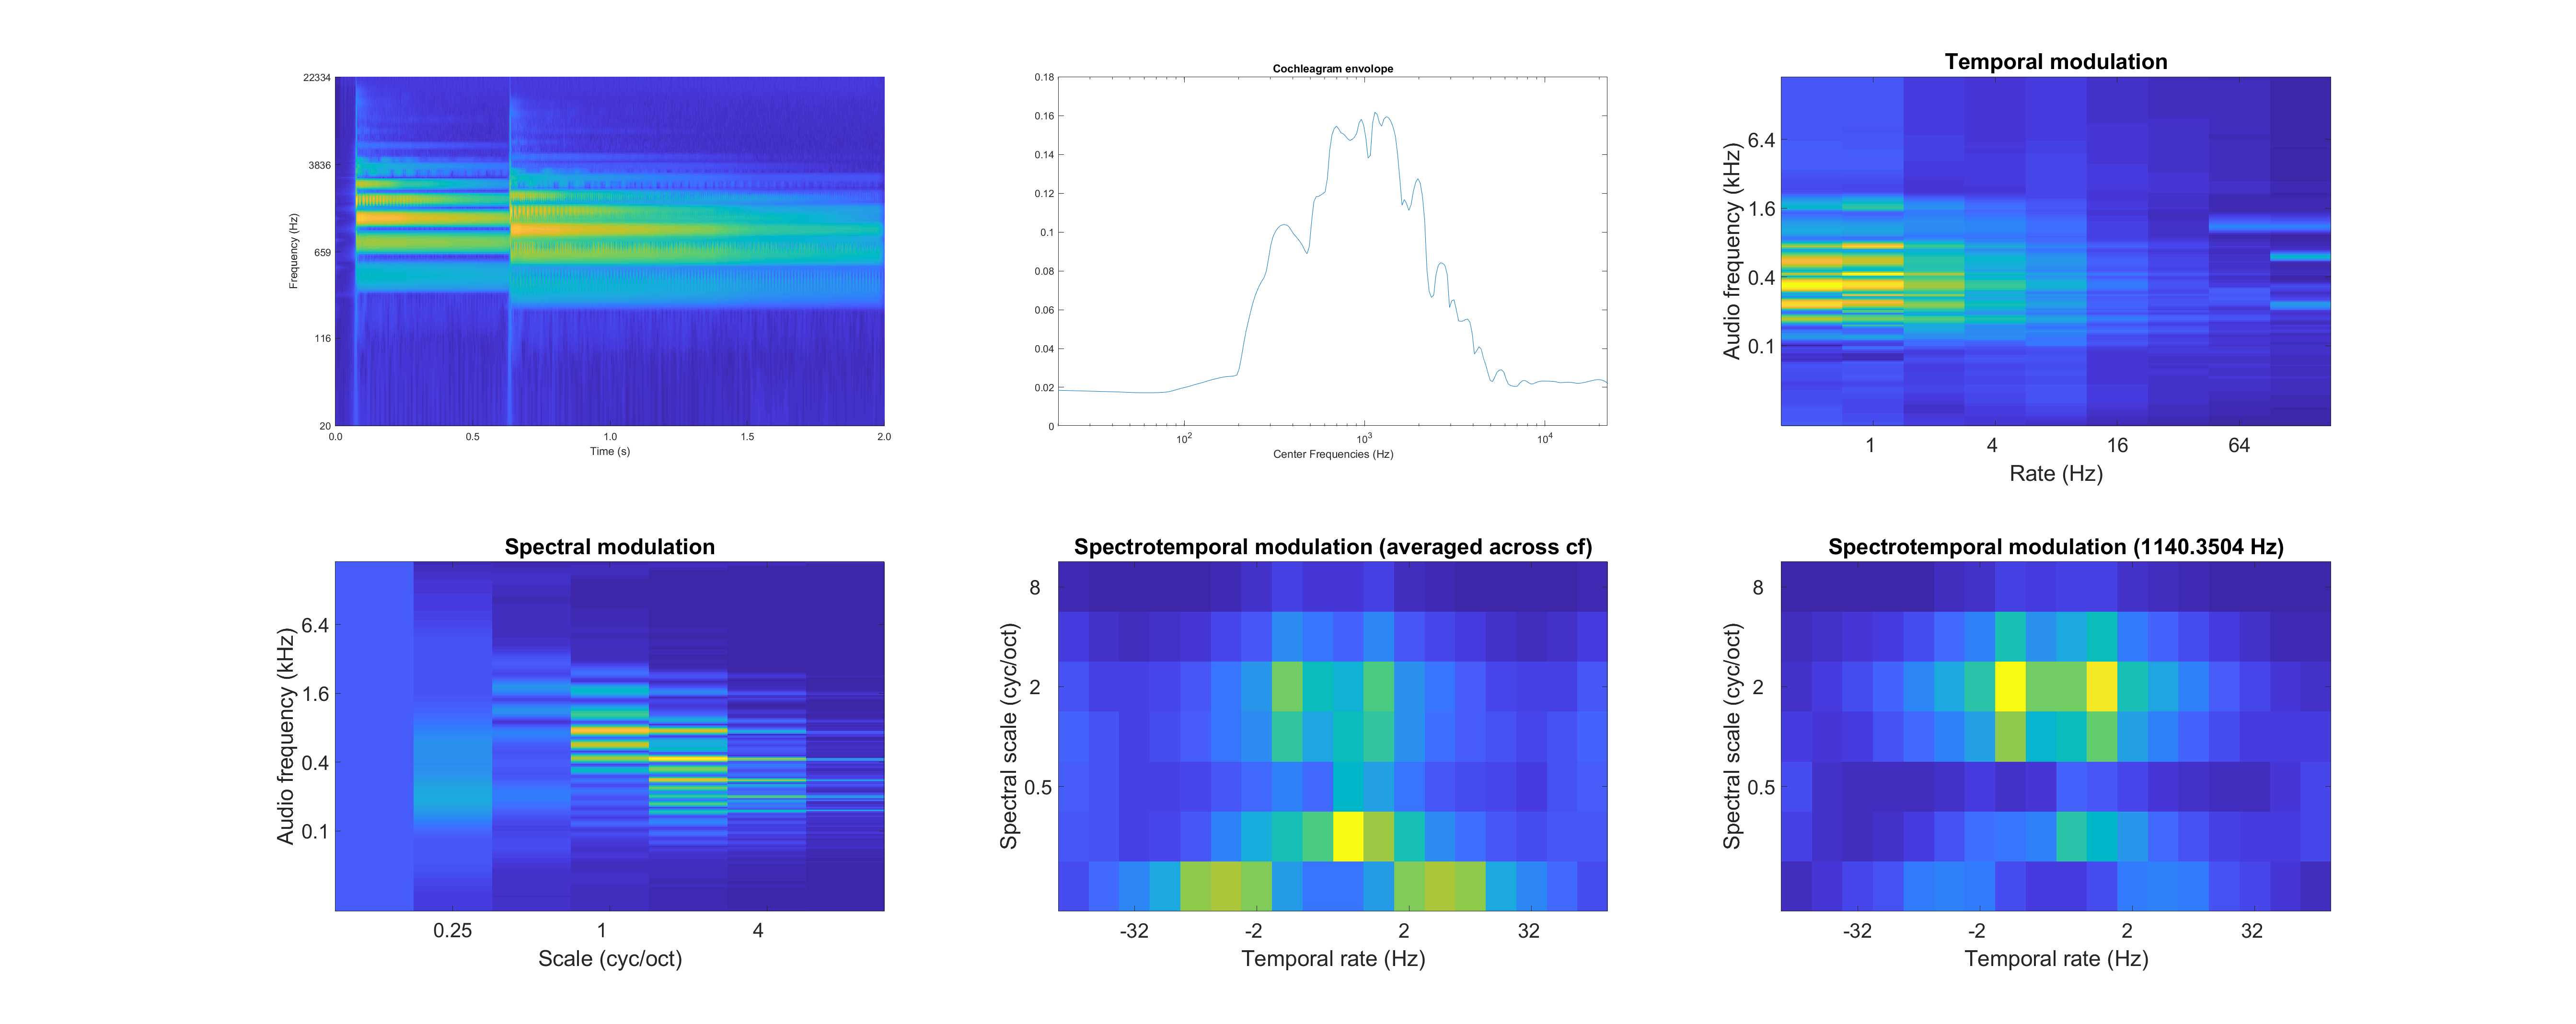 22334
3836
659
116
20
Frequency (Hz)
0.0 0.5 1.0 1.5 2.0
Time (s)
Cochleagram envolope
0.18
0.16
0.14
0.12
0.1
0.08
0.06
0.04
0.02
0
10^2 10^3 10^4
Center Frequencies (Hz)
Temporal modulation
6.4
1.6
0.4
0.1
Audio frequency (kHz)
1 4 16 64
Rate (Hz)
Spectral modulation
6.4
1.6
0.4
0.1
Audio frequency (kHz)
0.25 1 4
Scale (cyc/oct)
Spectrotemporal modulation (averaged across cf)
8
2
0.5
Spectral scale (cyc/oct)
-32 -2 2 32
Temporal rate (Hz)
Spectrotemporal modulation (1140.3504 Hz)
8
2
0.5
Spectral scale (cyc/oct)
-32 -2 2 32
Temporal rate (Hz)